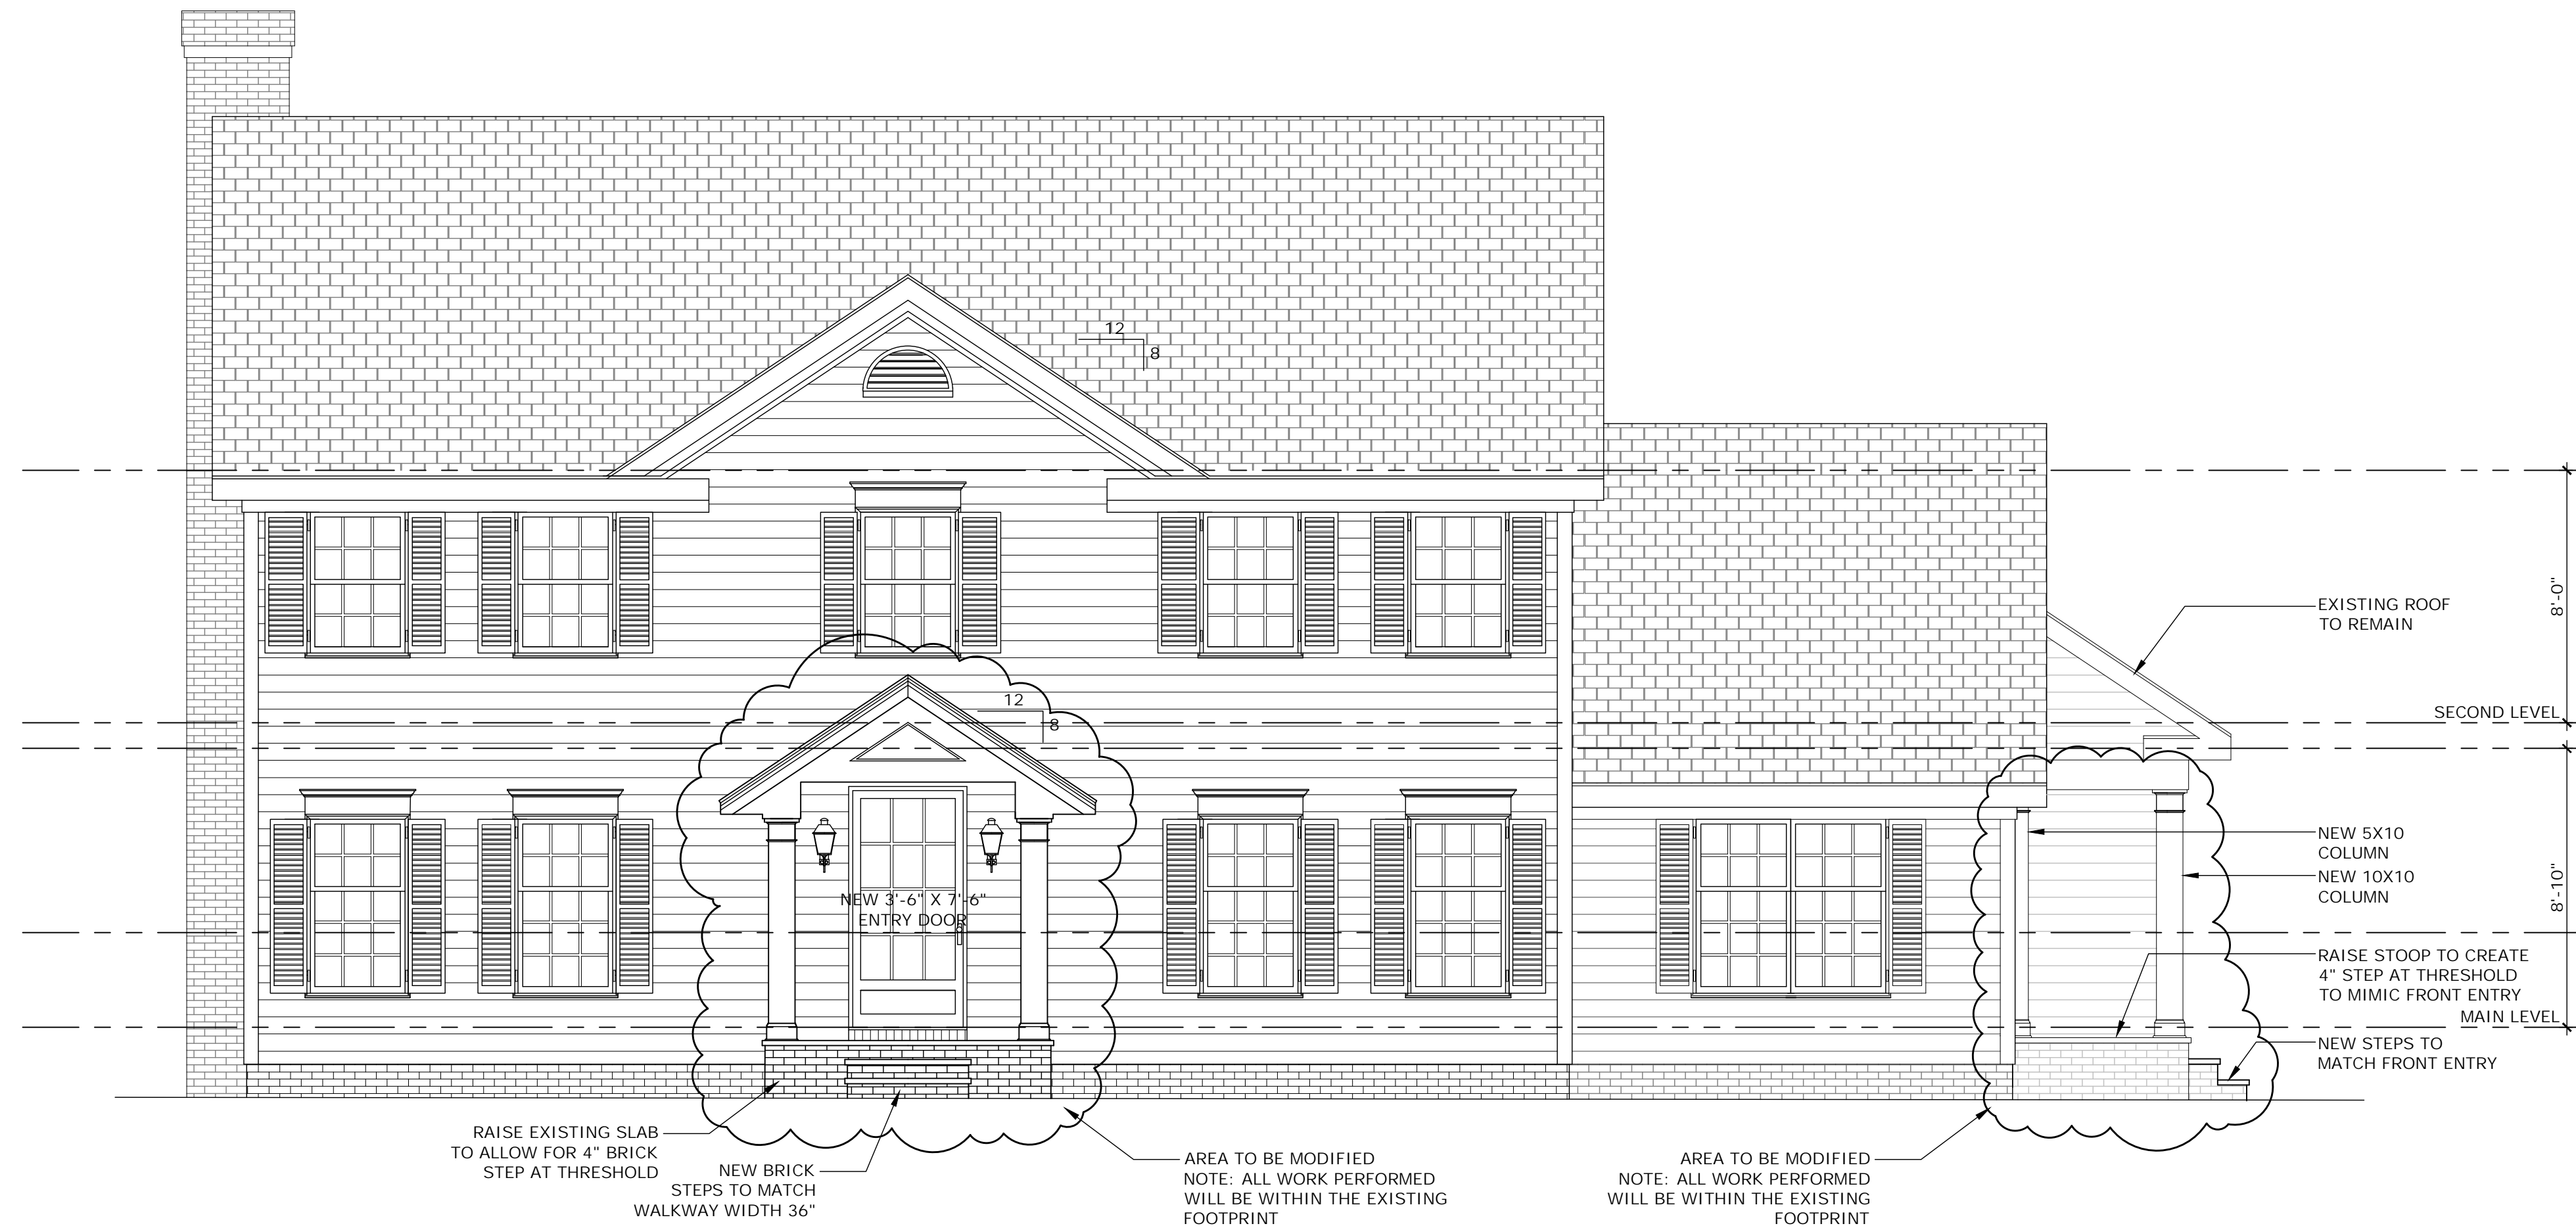 12
8
8'-0"
EXISTING ROOF
TO REMAIN
12
8
SECOND LEVEL
NEW 5X10
COLUMN
NEW 10X10
COLUMN
8'-10"
NEW 3'-6" X 7'-6"
ENTRY DOOR
RAISE STOOP TO CREATE
4" STEP AT THRESHOLD
TO MIMIC FRONT ENTRY
MAIN LEVEL
NEW STEPS TO
MATCH FRONT ENTRY
RAISE EXISTING SLAB
TO ALLOW FOR 4" BRICK
STEP AT THRESHOLD
NEW BRICK
STEPS TO MATCH
WALKWAY WIDTH 36"
AREA TO BE MODIFIED
NOTE: ALL WORK PERFORMED
WILL BE WITHIN THE EXISTING
FOOTPRINT
AREA TO BE MODIFIED
NOTE: ALL WORK PERFORMED
WILL BE WITHIN THE EXISTING
FOOTPRINT